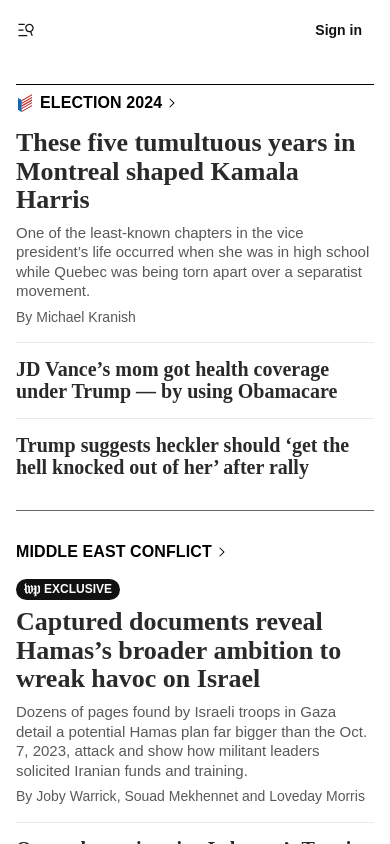 Sign in
ELECTION 2024
These five tumultuous years in
Montreal shaped Kamala
Harris
One of the least-known chapters in the vice
president’s life occurred when she was in high school
while Quebec was being torn apart over a separatist
movement.
By Michael Kranish
JD Vance’s mom got health coverage
under Trump — by using Obamacare
Trump suggests heckler should ‘get the
hell knocked out of her’ after rally
MIDDLE EAST CONFLICT
wp EXCLUSIVE
Captured documents reveal
Hamas’s broader ambition to
wreak havoc on Israel
Dozens of pages found by Israeli troops in Gaza
detail a potential Hamas plan far bigger than the Oct.
7, 2023, attack and show how militant leaders
solicited Iranian funds and training.
By Joby Warrick, Souad Mekhennet and Loveday Morris